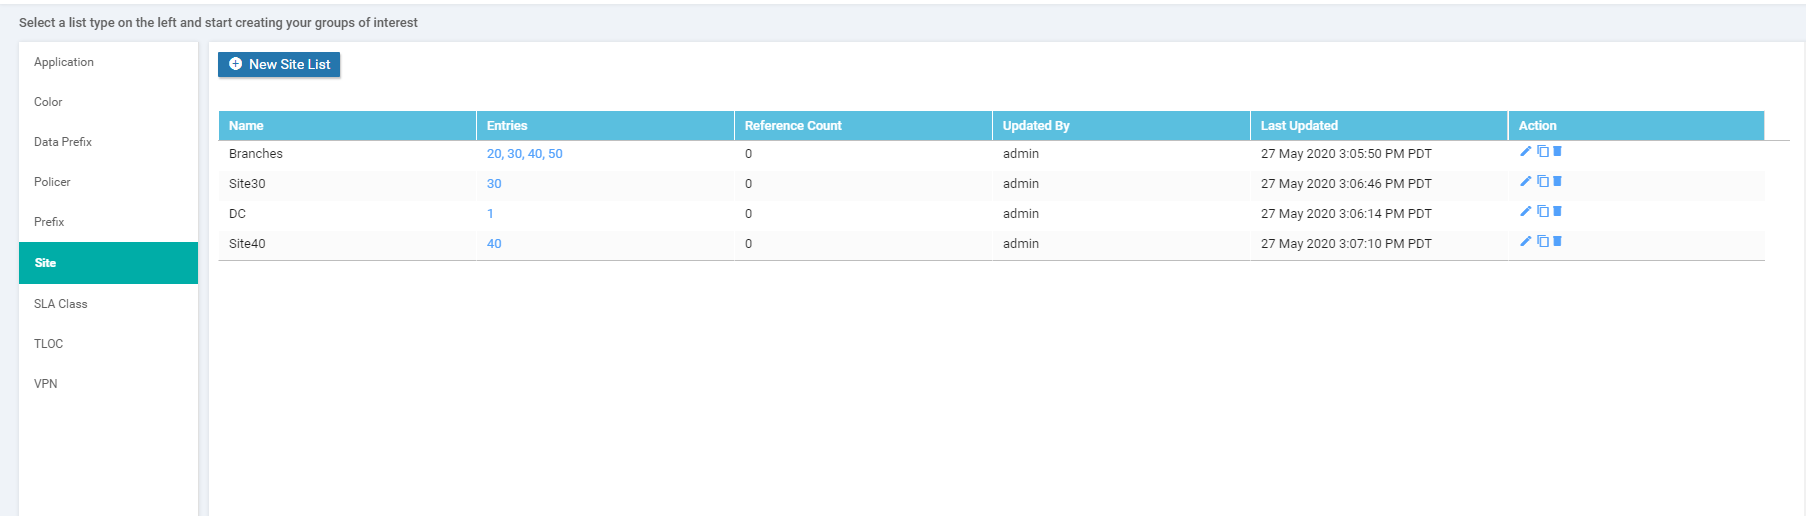 Select a list type on the left and start creating your groups of interest
Application
Color
Data Prefix
Policer
Prefix
Site
SLA Class
TLOC
VPN
New Site List
Name Entries Reference Count Updated By Last Updated Action
Branches 20, 30, 40, 50 0 admin 27 May 2020 3:05:50 PM PDT
Site30 30 0 admin 27 May 2020 3:06:46 PM PDT
DC 1 0 admin 27 May 2020 3:06:14 PM PDT
Site40 40 0 admin 27 May 2020 3:07:10 PM PDT